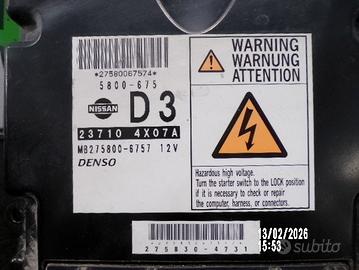 *27580067574*
5800-675
NISSAN
D3
23710 4X07A
MB275800-6757 12V
DENSO
WARNING
WARNUNG
ATTENTION
Hazardous high voltage.
Turn the starter switch to the LOCK position
if it is necessary to check or repair
the computer, harness, or connectors.
275830-4731
13/02/2026
15:53
subito